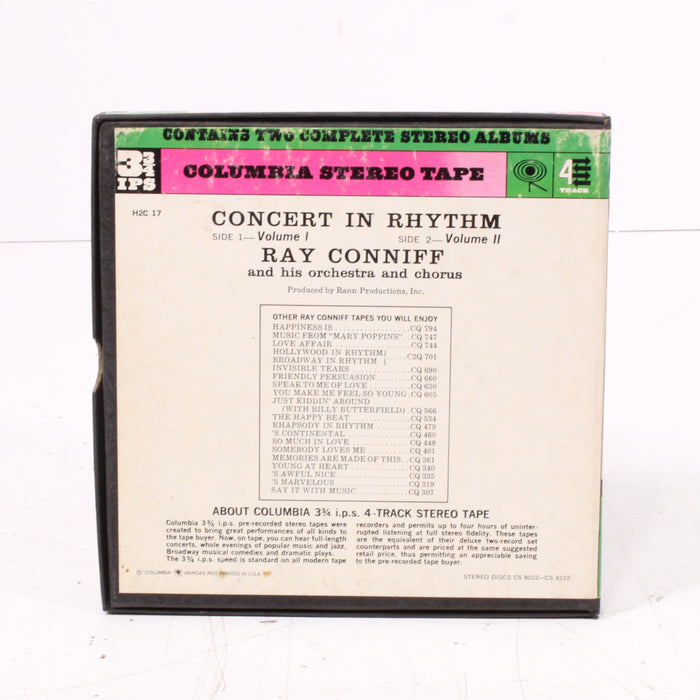 CONTAINS TWO COMPLETE STEREO ALBUMS
3 3/4 IPS
COLUMBIA STEREO TAPE
4 TRACK
H2C 17
CONCERT IN RHYTHM
SIDE 1—Volume I SIDE 2—Volume II
RAY CONNIFF
and his orchestra and chorus
Produced by Rann Productions, Inc.
OTHER RAY CONNIFF TAPES YOU WILL ENJOY
HAPPINESS IS ................ CQ 794
MUSIC FROM "MARY POPPINS" .. CQ 747
LOVE AFFAIR ................ CQ 744
HOLLYWOOD IN RHYTHM}
BROADWAY IN RHYTHM { ..... C2Q 701
INVISIBLE TEARS ............ CQ 690
FRIENDLY PERSUASION ........ CQ 660
SPEAK TO ME OF LOVE ........ CQ 630
YOU MAKE ME FEEL SO YOUNG . CQ 605
JUST KIDDIN' AROUND
(WITH BILLY BUTTERFIELD) . CQ 566
THE HAPPY BEAT ............. CQ 534
RHAPSODY IN RHYTHM ......... CQ 479
'S CONTINENTAL ............. CQ 460
SO MUCH IN LOVE ............ CQ 448
SOMEBODY LOVES ME .......... CQ 401
MEMORIES ARE MADE OF THIS .. CQ 361
YOUNG AT HEART ............. CQ 340
'S AWFUL NICE .............. CQ 335
'S MARVELOUS ............... CQ 319
SAY IT WITH MUSIC .......... CQ 307
ABOUT COLUMBIA 3¾ i.p.s. 4-TRACK STEREO TAPE
Columbia 3¾ i.p.s. pre-recorded stereo tapes were
created to bring great performances of all kinds to
the tape buyer. Now, on tape, you can hear full-length
concerts, whole evenings of popular music and jazz,
Broadway musical comedies and dramatic plays.
The 3¾ i.p.s. speed is standard on all modern tape
recorders and permits up to four hours of uninter-
rupted listening at full stereo fidelity. These tapes
are the equivalent of their deluxe two-record set
counterparts and are priced at the same suggested
retail price, thus permitting an appreciable saving
to the pre-recorded tape buyer.
® "COLUMBIA" MARCAS REG. PRINTED IN U.S.A.
STEREO DISCS CS 8022—CS 8212